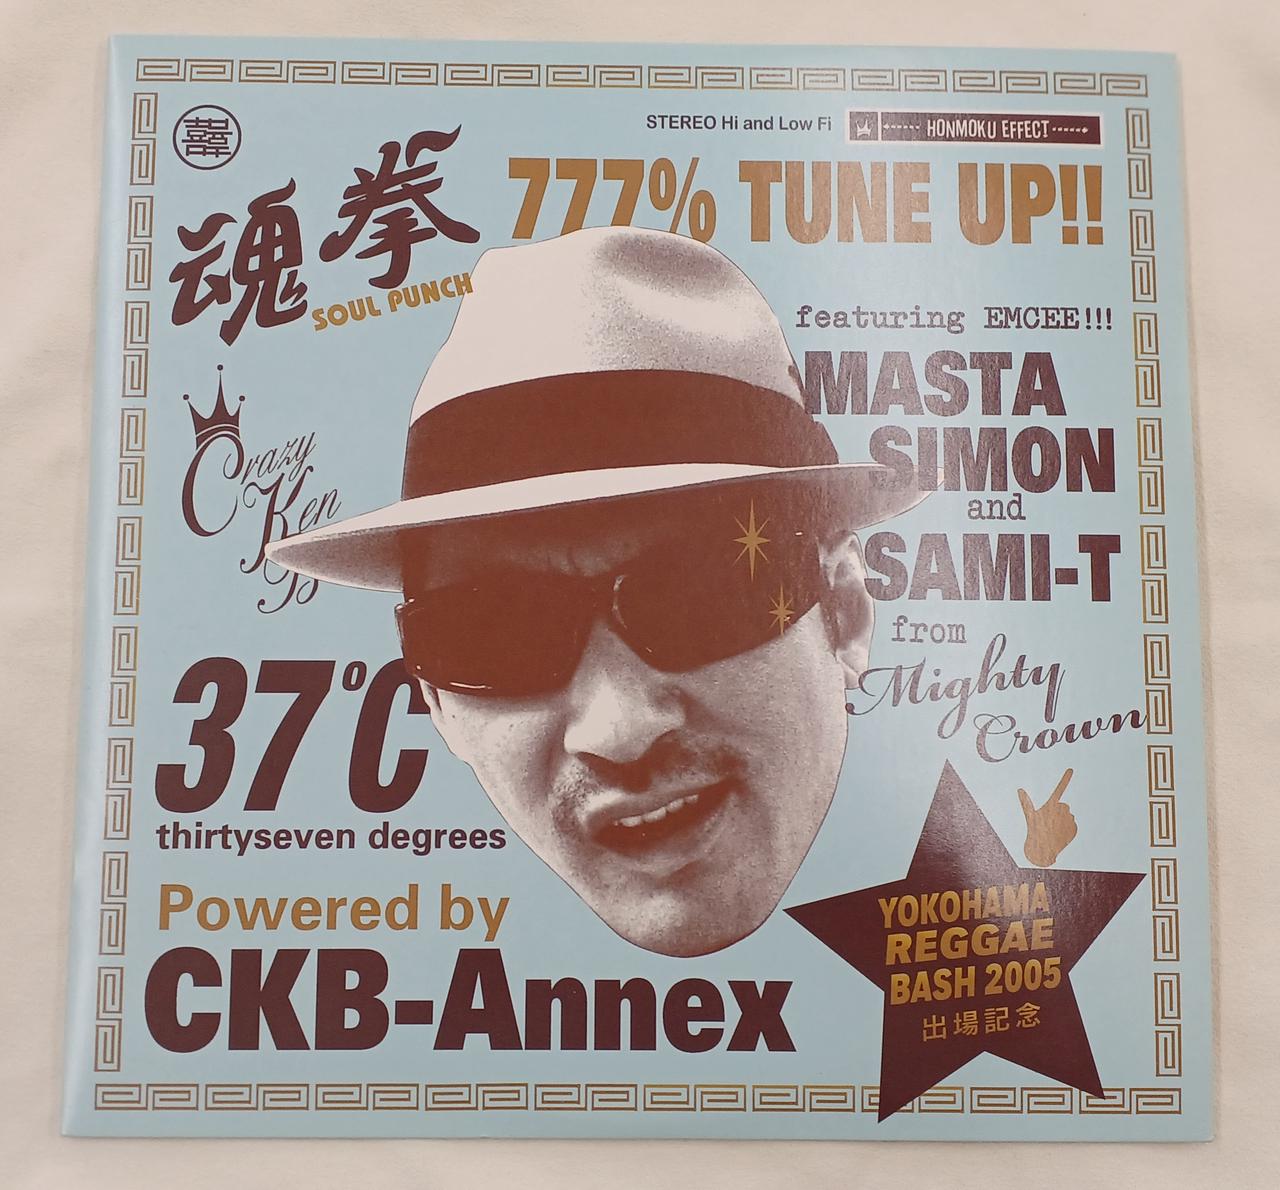 STEREO Hi and Low Fi
HONMOKU EFFECT
魂拳
SOUL PUNCH
777% TUNE UP!!
featuring EMCEE!!!
MASTA
SIMON
and
SAMI-T
from
Mighty
Crown
Crazy
Ken
B
37°C
thirtyseven degrees
Powered by
CKB-Annex
YOKOHAMA
REGGAE
BASH 2005
出場記念